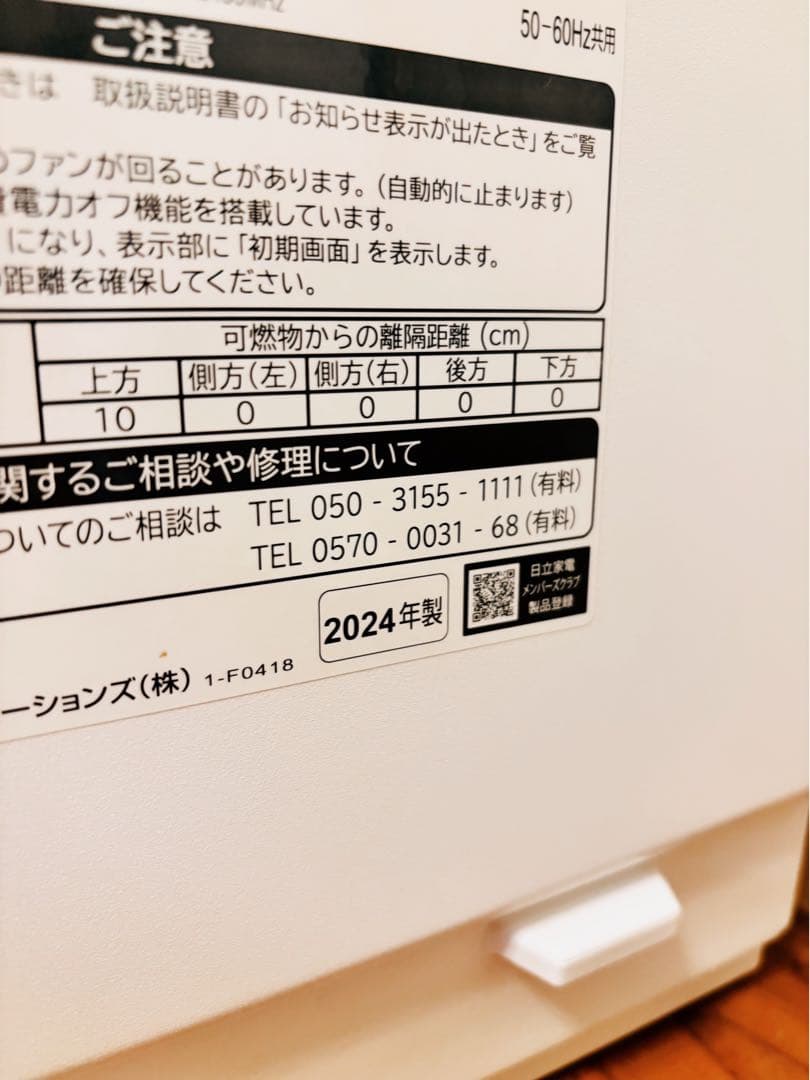 50-60Hz共用
ご注意
きは 取扱説明書の「お知らせ表示が出たとき」をご覧
のファンが回ることがあります。(自動的に止まります)
電力オフ機能を搭載しています。
になり、表示部に「初期画面」を表示します。
距離を確保してください。
可燃物からの離隔距離 (cm)
上方 側方(左) 側方(右) 後方 下方
10 0 0 0 0
関するご相談や修理について
ついてのご相談は TEL 050 - 3155 - 1111 (有料)
TEL 0570 - 0031 - 68 (有料)
日立家電
メンバーズクラブ
製品登録
2024年製
ーションズ(株) 1-F0418